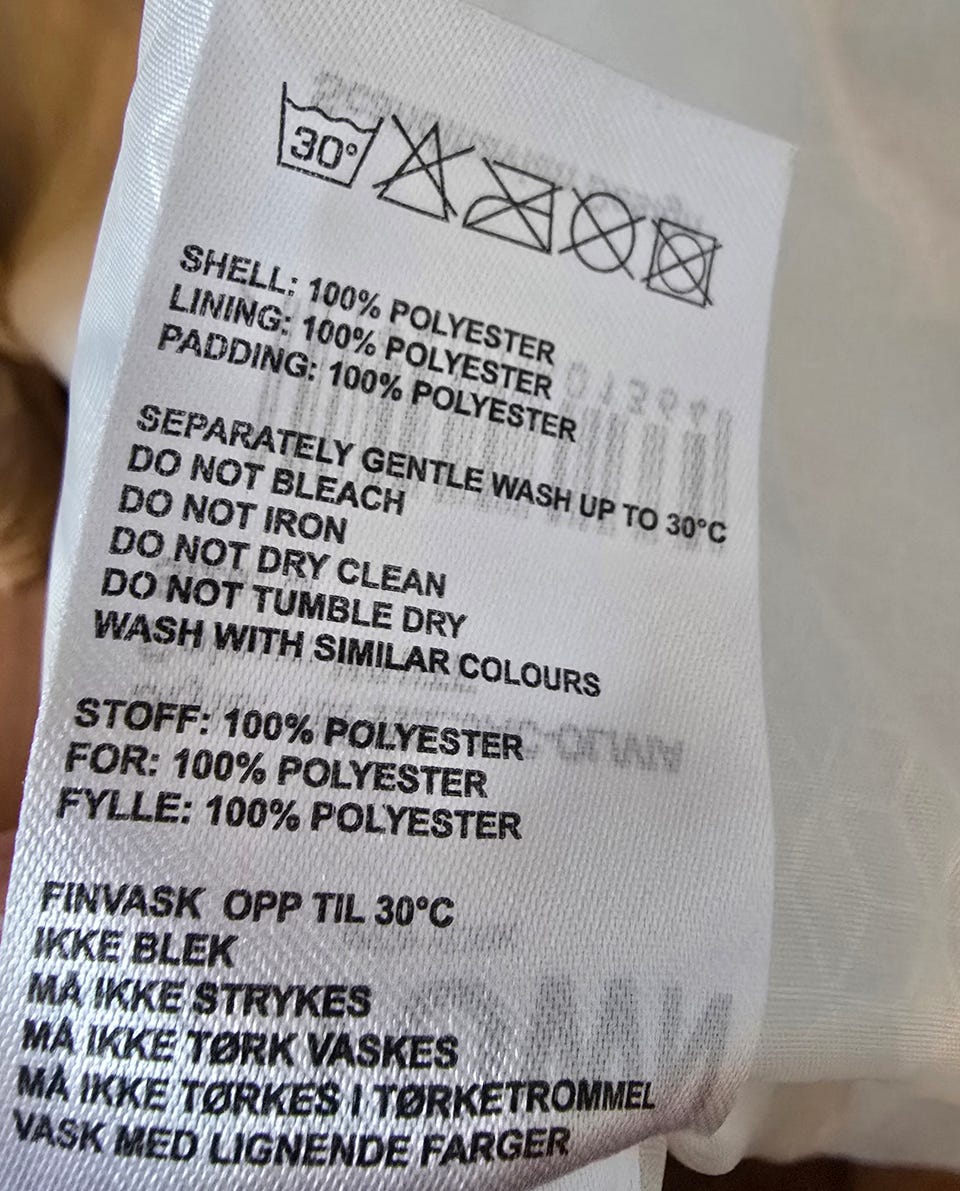 30°
SHELL: 100% POLYESTER
LINING: 100% POLYESTER
PADDING: 100% POLYESTER
SEPARATELY GENTLE WASH UP TO 30°C
DO NOT BLEACH
DO NOT IRON
DO NOT DRY CLEAN
DO NOT TUMBLE DRY
WASH WITH SIMILAR COLOURS
STOFF: 100% POLYESTER
FOR: 100% POLYESTER
FYLLE: 100% POLYESTER
FINVASK OPP TIL 30°C
IKKE BLEK
MÅ IKKE STRYKES
MÅ IKKE TØRK VASKES
MÅ IKKE TØRKES I TØRKETROMMEL
VASK MED LIGNENDE FARGER